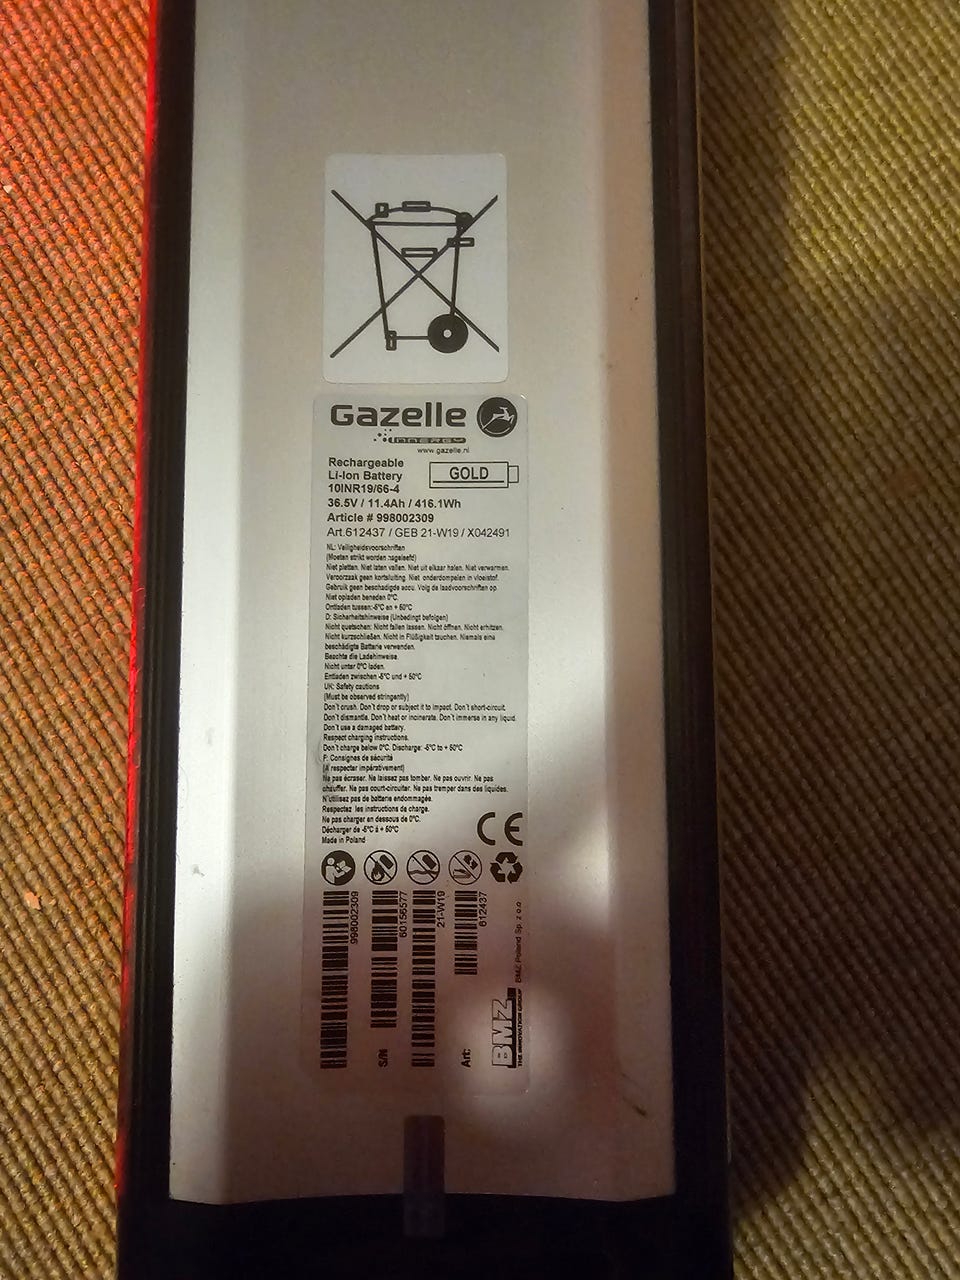 Gazelle
INNERGY
www.gazelle.nl
Rechargeable
Li-Ion Battery
GOLD
10INR19/66-4
36.5V / 11.4Ah / 416.1Wh
Article # 998002309
Art.612437 / GEB 21-W19 / X042491
NL: Veiligheidsvoorschriften
(Moeten strikt worden nageleefd)
Niet pletten. Niet laten vallen. Niet uit elkaar halen. Niet verwarmen.
Veroorzaak geen kortsluiting. Niet onderdompelen in vloeistof.
Gebruik geen beschadigde accu. Volg de laadvoorschriften op.
Niet opladen beneden 0°C.
Ontladen tussen:-5°C en + 50°C
D: Sicherheitshinweise (Unbedingt befolgen)
Nicht quetschen: Nicht fallen lassen. Nicht öffnen. Nicht erhitzen.
Nicht kurzschließen. Nicht in Flüßigkeit tauchen. Niemals eine
beschädigte Batterie verwenden.
Beachte die Ladehinweise.
Nicht unter 0°C laden.
Entladen zwischen -5°C und + 50°C
UK: Safety cautions
(Must be observed stringently)
Don't crush. Don't drop or subject it to impact. Don't short-circuit.
Don't dismantle. Don't heat or incinerate. Don't immerse in any liquid.
Don't use a damaged battery.
Respect charging instructions.
Don't charge below 0°C. Discharge: -5°C to + 50°C
F: Consignes de sécurité
(A respecter impérativement)
Ne pas écraser. Ne laissez pas tomber. Ne pas ouvrir. Ne pas
chauffer. Ne pas court-circuiter. Ne pas tremper dans des liquides.
N'utilisez pas de batterie endommagée.
Respectez les instructions de charge.
Ne pas charger en dessous de 0°C.
Décharger de -5°C à + 50°C
Made in Poland
CE
998002309
S/N
60156577
21-W19
Art:
612437
BMZ
THE INNOVATION GROUP
BMZ Poland Sp. z o.o